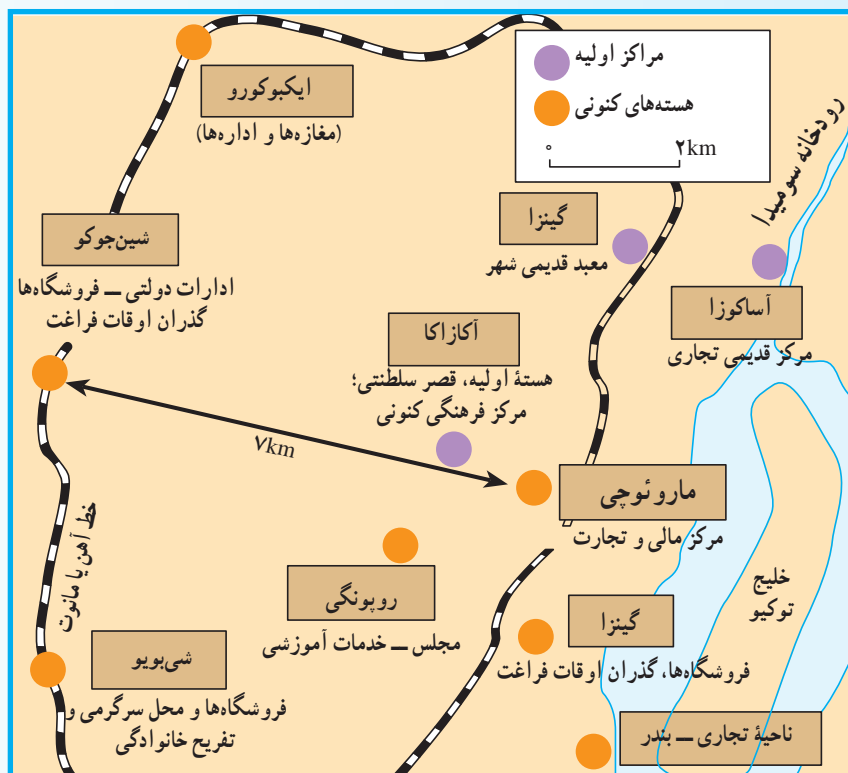 مراکز اولیه
هسته‌های کنونی
۰ ۲km
ایکبوکورو
(مغازه‌ها و اداره‌ها)
رودخانه سومیدا
گینزا
معبد قدیمی شهر
شین‌جوکو
ادارات دولتی ــ فروشگاه‌ها
گذران اوقات فراغت
آساکوزا
مرکز قدیمی تجاری
آکازاکا
هستهٔ اولیه، قصر سلطنتی؛
مرکز فرهنگی کنونی
۷km
مارونوچی
مرکز مالی و تجارت
خط آهن یا مانوت
روپونگی
مجلس ــ خدمات آموزشی
خلیج
توکیو
گینزا
فروشگاه‌ها، گذران اوقات فراغت
شی‌بویو
فروشگاه‌ها و محل سرگرمی و
تفریح خانوادگی
ناحیهٔ تجاری ــ بندر